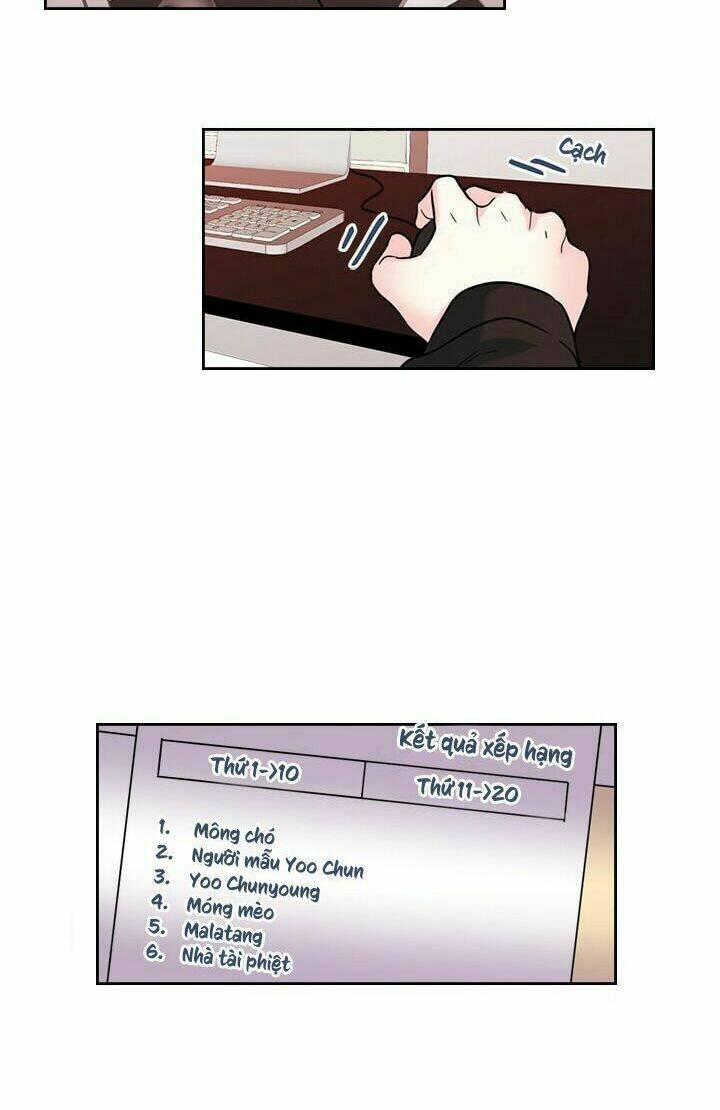 Cạch
Kết quả xếp hạng
Thứ 1->10
Thứ 11->20
1. Mông chó
2. Người mẫu Yoo Chun
3. Yoo Chunyoung
4. Móng mèo
5. Malatang
6. Nhà tài phiệt